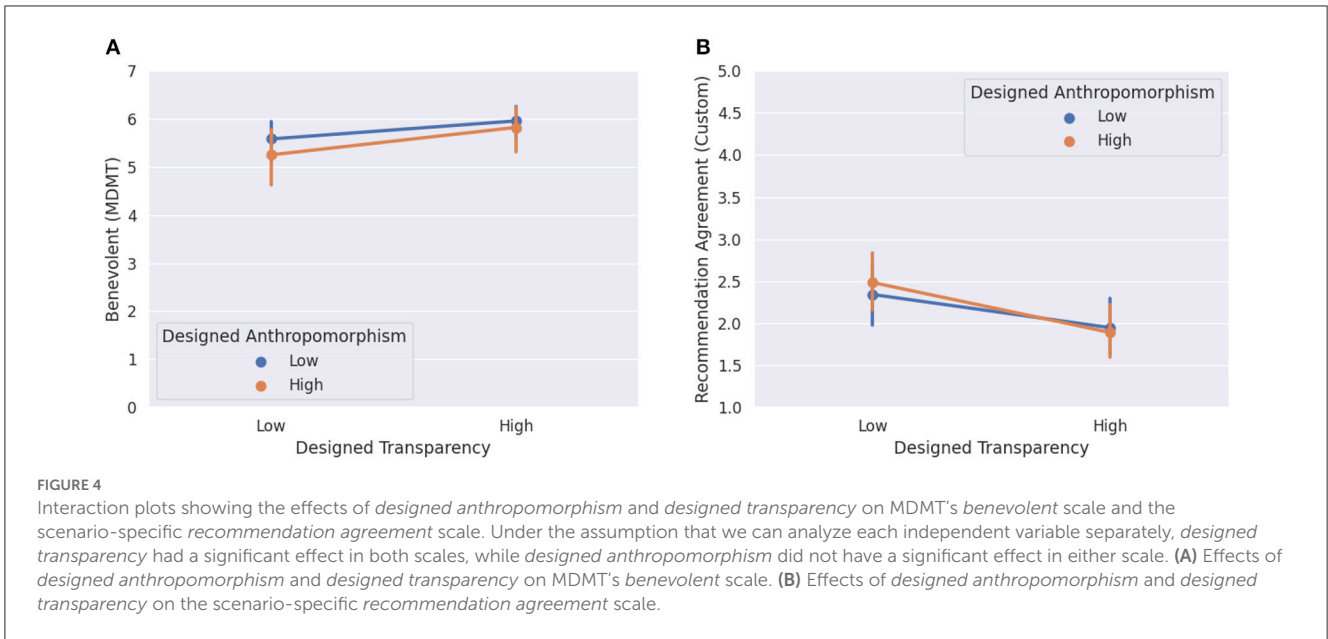 A
7
6
5
4
3
2
1
0
Benevolent (MDMT)
Designed Anthropomorphism
Low
High
Low
High
Designed Transparency
B
5.0
4.5
4.0
3.5
3.0
2.5
2.0
1.5
1.0
Recommendation Agreement (Custom)
Designed Anthropomorphism
Low
High
Low
High
Designed Transparency
FIGURE 4
Interaction plots showing the effects of designed anthropomorphism and designed transparency on MDMT's benevolent scale and the
scenario-specific recommendation agreement scale. Under the assumption that we can analyze each independent variable separately, designed
transparency had a significant effect in both scales, while designed anthropomorphism did not have a significant effect in either scale. (A) Effects of
designed anthropomorphism and designed transparency on MDMT's benevolent scale. (B) Effects of designed anthropomorphism and designed
transparency on the scenario-specific recommendation agreement scale.